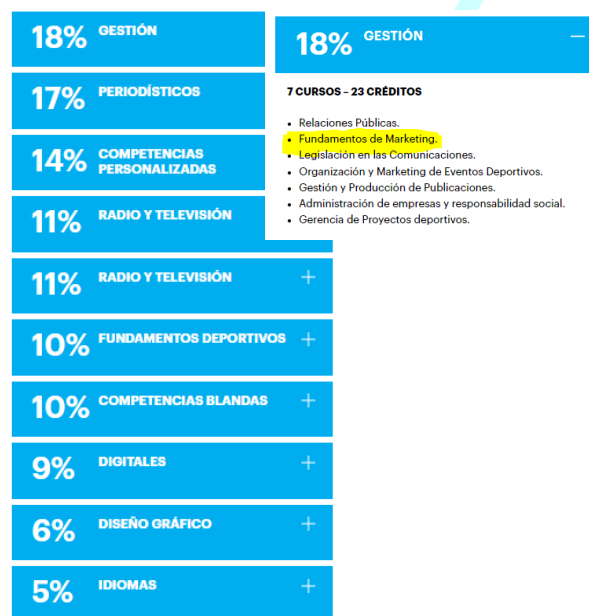 18% GESTIÓN
17% PERIODÍSTICOS
14% COMPETENCIAS
PERSONALIZADAS
11% RADIO Y TELEVISIÓN
11% RADIO Y TELEVISIÓN +
10% FUNDAMENTOS DEPORTIVOS +
10% COMPETENCIAS BLANDAS +
9% DIGITALES +
6% DISEÑO GRÁFICO +
5% IDIOMAS +
18% GESTIÓN –
7 CURSOS – 23 CRÉDITOS
• Relaciones Públicas.
• Fundamentos de Marketing.
• Legislación en las Comunicaciones.
• Organización y Marketing de Eventos Deportivos.
• Gestión y Producción de Publicaciones.
• Administración de empresas y responsabilidad social.
• Gerencia de Proyectos deportivos.